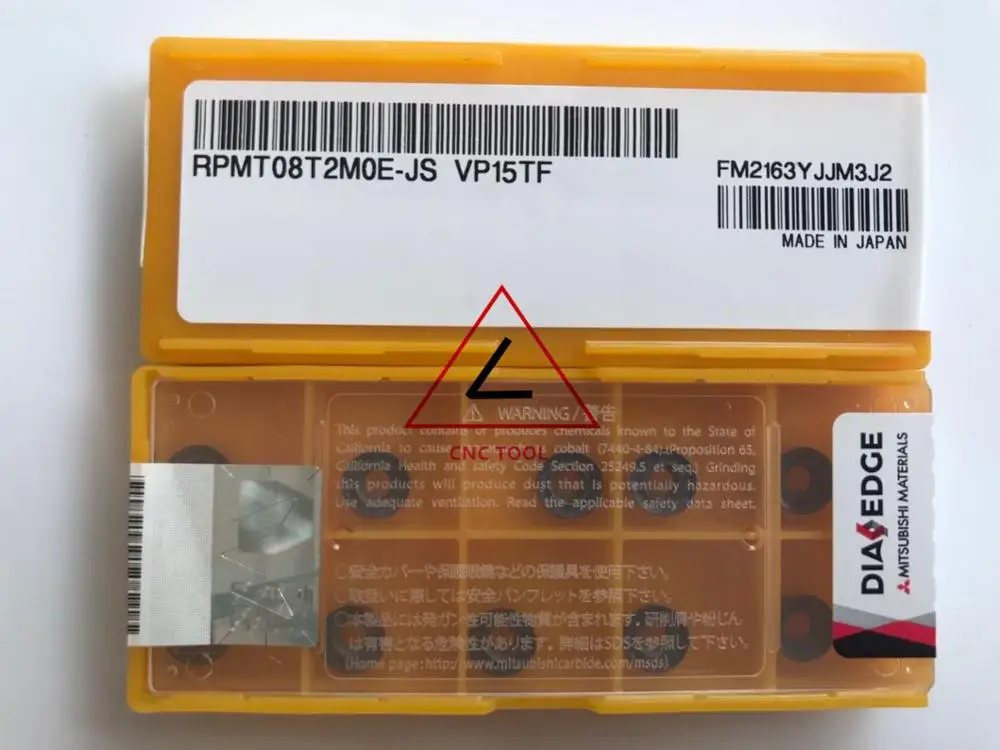 RPMT08T2M0E-JS VP15TF
FM2163YJJM3J2
MADE IN JAPAN
CNC TOOL
WARNING/警告
This product contains or produces chemicals known to the State of
California to cause cobalt (7440-4-84).(Proposition 65,
California Health and safety Code Section 25249.5 et seq.) Grinding
this products will produce dust that is potentially hazardous.
Use adequate ventilation. Read the applicable safety data sheet.
○安全カバーや保護眼鏡などの保護具を使用下さい。
○取扱いに際しては安全パンフレットを参照下さい。
○本製品には発ガン性可能性物質が含まれます。研削屑や粉じん
は有害となる危険性があります。詳細はSDSを参照して下さい。
(Home page:http://www.mitsubishicarbide.com/msds)
DIAEDGE
MITSUBISHI MATERIALS